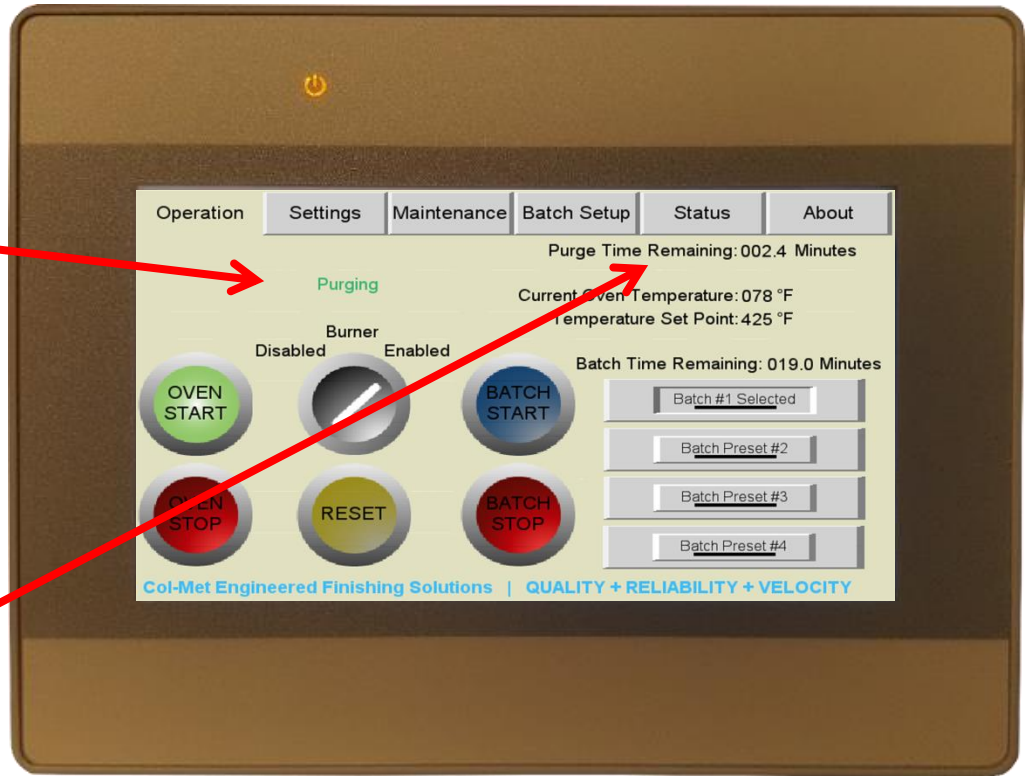 Operation Settings Maintenance Batch Setup Status About
Purge Time Remaining: 002.4 Minutes
Purging
Current Oven Temperature: 078 °F
Temperature Set Point: 425 °F
Burner
Disabled Enabled
Batch Time Remaining: 019.0 Minutes
OVEN START
BATCH START
Batch #1 Selected
Batch Preset #2
OVEN STOP
RESET
BATCH STOP
Batch Preset #3
Batch Preset #4
Col-Met Engineered Finishing Solutions | QUALITY + RELIABILITY + VELOCITY